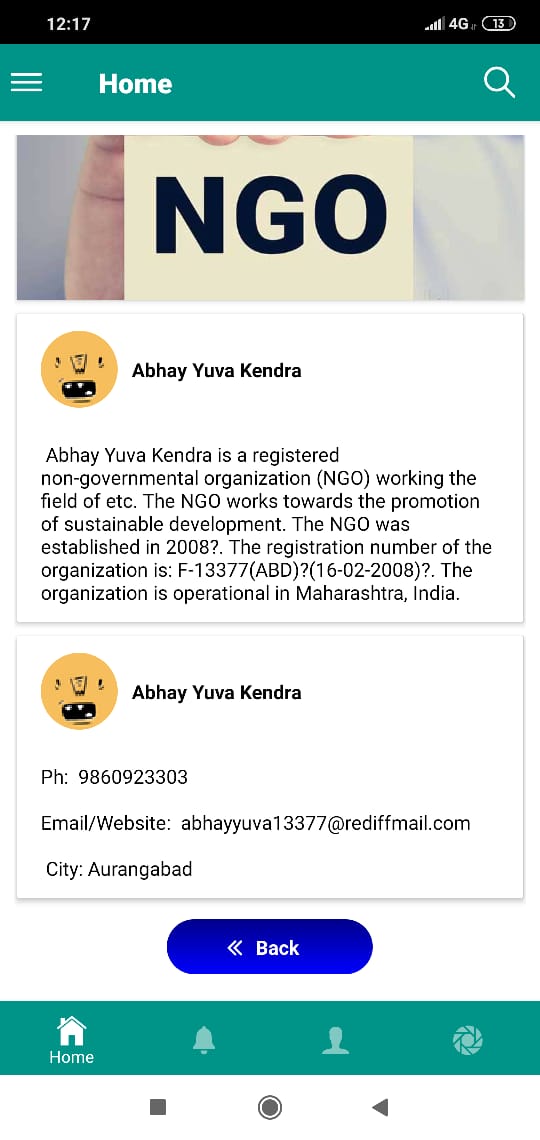 12:17
4G
13
Home
NGO
Abhay Yuva Kendra
Abhay Yuva Kendra is a registered
non-governmental organization (NGO) working the
field of etc. The NGO works towards the promotion
of sustainable development. The NGO was
established in 2008?. The registration number of the
organization is: F-13377(ABD)?(16-02-2008)?. The
organization is operational in Maharashtra, India.
Abhay Yuva Kendra
Ph:  9860923303
Email/Website:  abhayyuva13377@rediffmail.com
City: Aurangabad
Back
Home